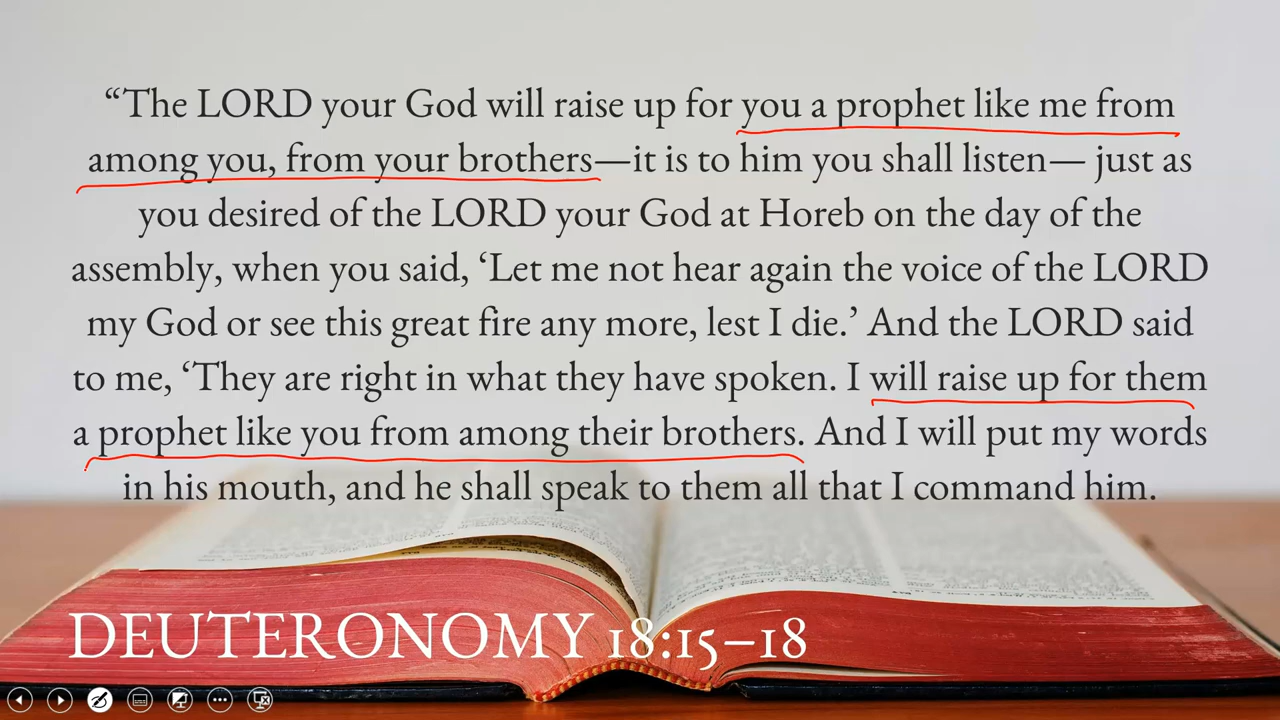 “The LORD your God will raise up for you a prophet like me from
among you, from your brothers—it is to him you shall listen— just as
you desired of the LORD your God at Horeb on the day of the
assembly, when you said, ‘Let me not hear again the voice of the LORD
my God or see this great fire any more, lest I die.’ And the LORD said
to me, ‘They are right in what they have spoken. I will raise up for them
a prophet like you from among their brothers. And I will put my words
in his mouth, and he shall speak to them all that I command him.
DEUTERONOMY 18:15–18